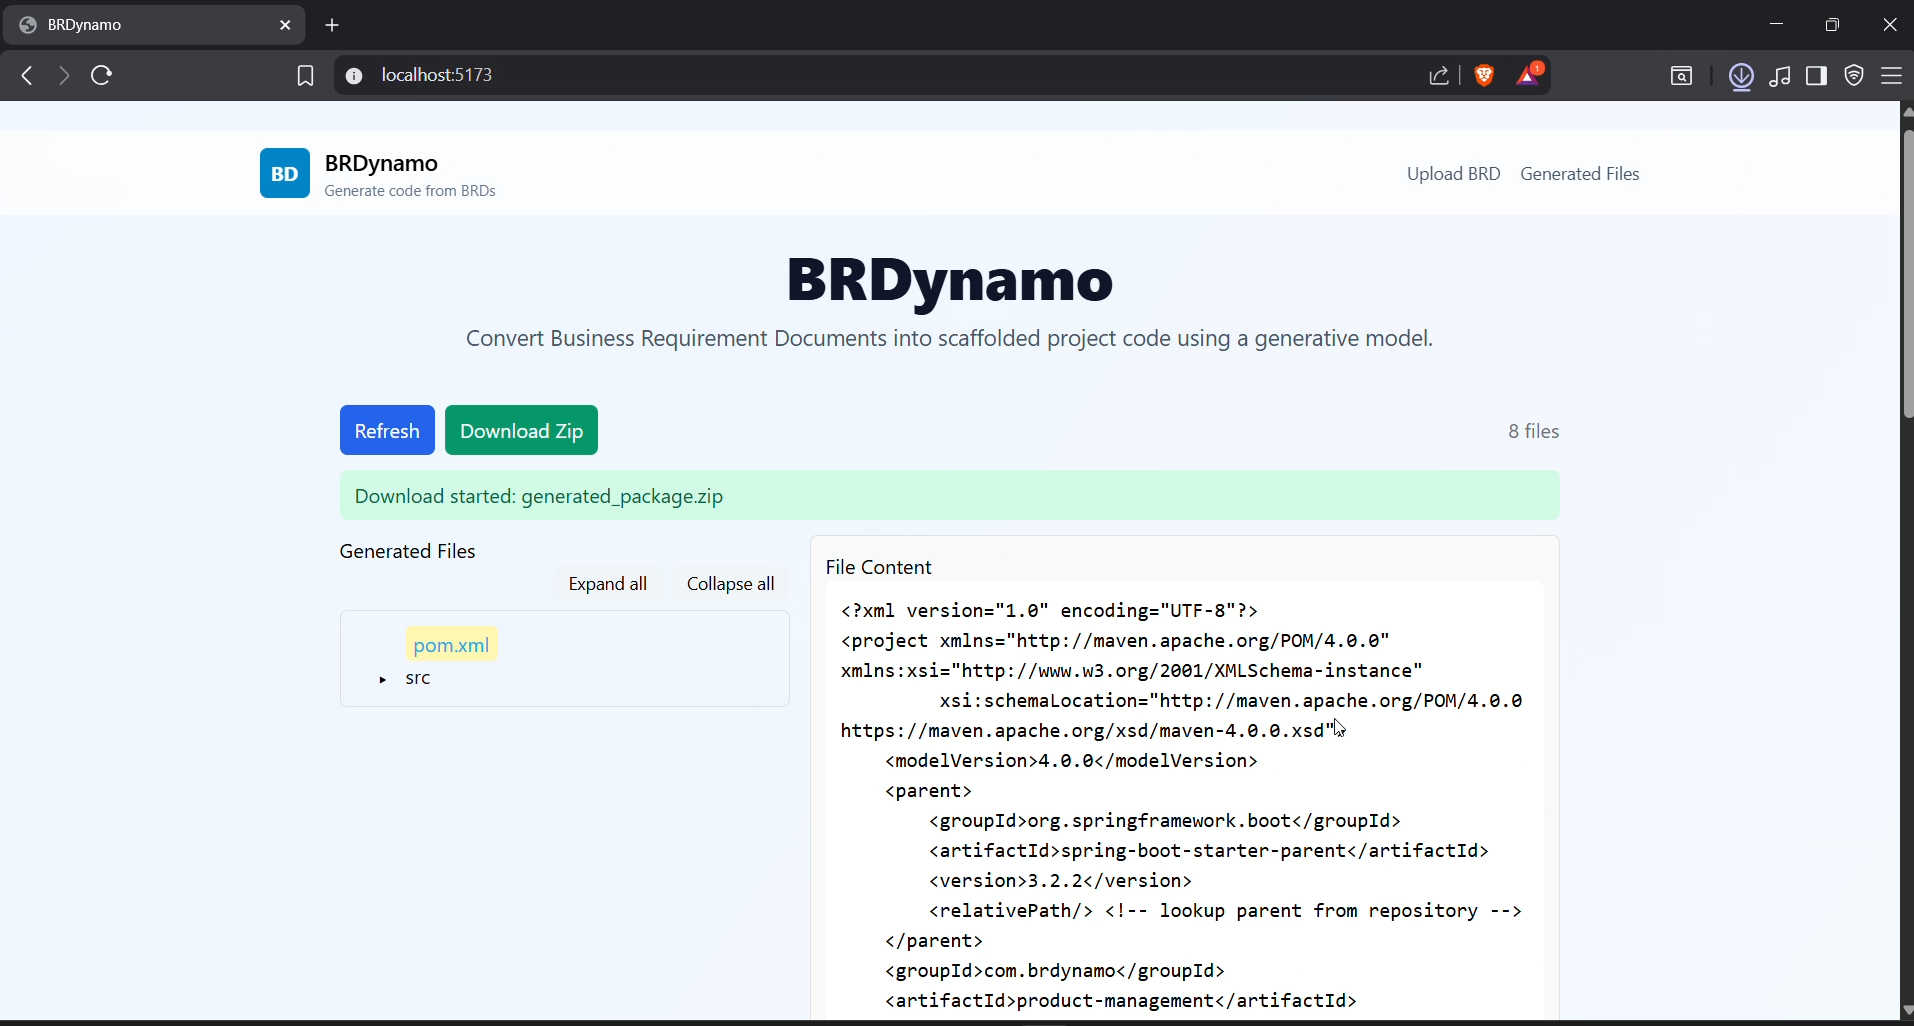 BRDynamo
localhost:5173
1
BD
BRDynamo
Generate code from BRDs
Upload BRD
Generated Files
BRDynamo
Convert Business Requirement Documents into scaffolded project code using a generative model.
Refresh
Download Zip
8 files
Download started: generated_package.zip
Generated Files
Expand all
Collapse all
pom.xml
src
File Content
<?xml version="1.0" encoding="UTF-8"?>
<project xmlns="http://maven.apache.org/POM/4.0.0"
xmlns:xsi="http://www.w3.org/2001/XMLSchema-instance"
xsi:schemaLocation="http://maven.apache.org/POM/4.0.0
https://maven.apache.org/xsd/maven-4.0.0.xsd"
<modelVersion>4.0.0</modelVersion>
<parent>
<groupId>org.springframework.boot</groupId>
<artifactId>spring-boot-starter-parent</artifactId>
<version>3.2.2</version>
<relativePath/> <!-- lookup parent from repository -->
</parent>
<groupId>com.brdynamo</groupId>
<artifactId>product-management</artifactId>